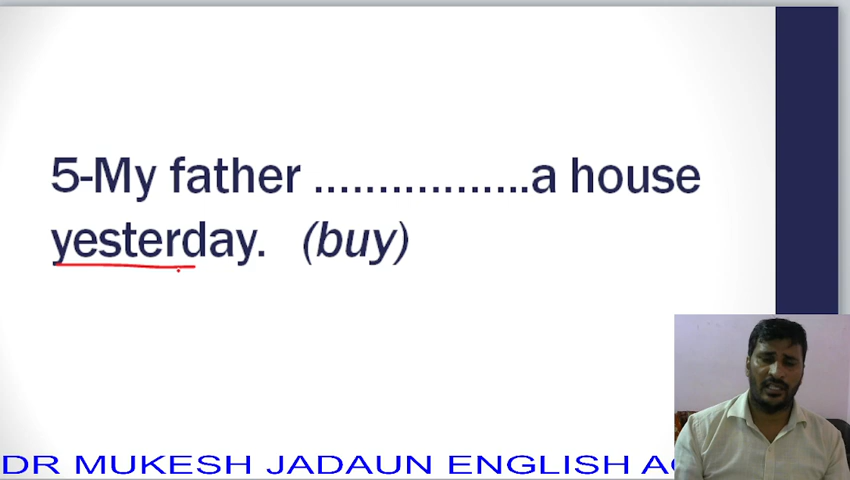 5-My father .................a house
yesterday. (buy)
DR MUKESH JADAUN ENGLISH